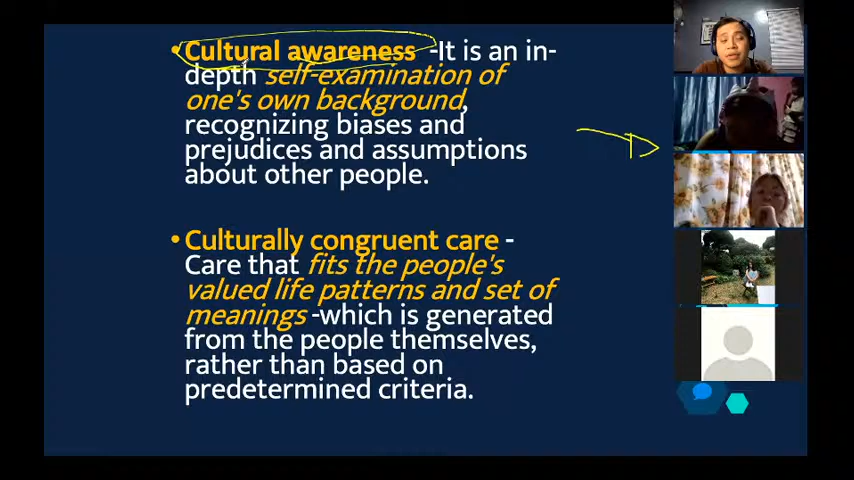 • Cultural awareness -It is an in-
depth self-examination of
one's own background,
recognizing biases and
prejudices and assumptions
about other people.
• Culturally congruent care -
Care that fits the people's
valued life patterns and set of
meanings -which is generated
from the people themselves,
rather than based on
predetermined criteria.